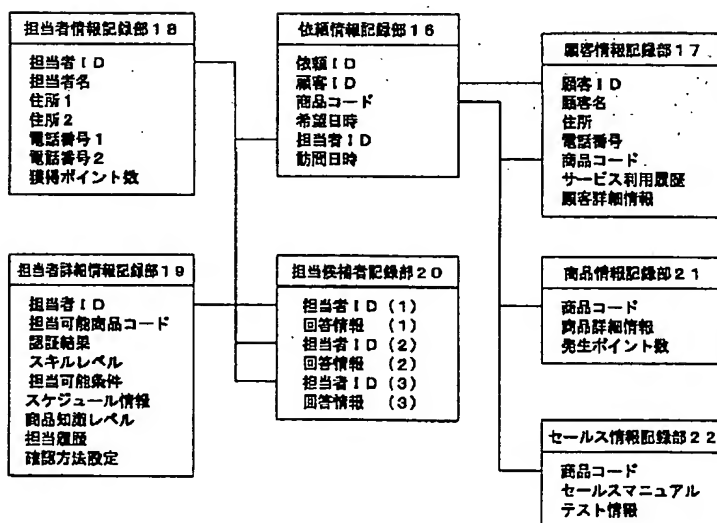 担当者情報記録部18
担当者ID
担当者名
住所1
住所2
電話番号1
電話番号2
獲得ポイント数
依頼情報記録部16
依頼ID
顧客ID
商品コード
希望日時
担当者ID
訪問日時
顧客情報記録部17
顧客ID
顧客名
住所
電話番号
商品コード
サービス利用履歴
顧客詳細情報
担当者詳細情報記録部19
担当者ID
担当可能商品コード
認証結果
スキルレベル
担当可能条件
スケジュール情報
商品知識レベル
担当履歴
確認方法設定
担当候補者記録部20
担当者ID (1)
回答情報 (1)
担当者ID (2)
回答情報 (2)
担当者ID (3)
回答情報 (3)
商品情報記録部21
商品コード
商品詳細情報
発生ポイント数
セールス情報記録部22
商品コード
セールスマニュアル
テスト情報